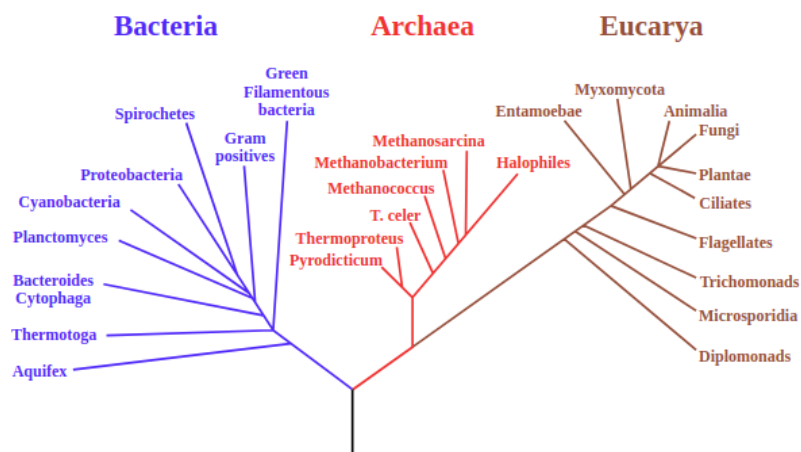 Bacteria
Archaea
Eucarya
Green
Filamentous
bacteria
Spirochetes
Gram
positives
Proteobacteria
Cyanobacteria
Planctomyces
Bacteroides
Cytophaga
Thermotoga
Aquifex
Methanosarcina
Methanobacterium
Halophiles
Methanococcus
T. celer
Thermoproteus
Pyrodicticum
Myxomycota
Entamoebae
Animalia
Fungi
Plantae
Ciliates
Flagellates
Trichomonads
Microsporidia
Diplomonads